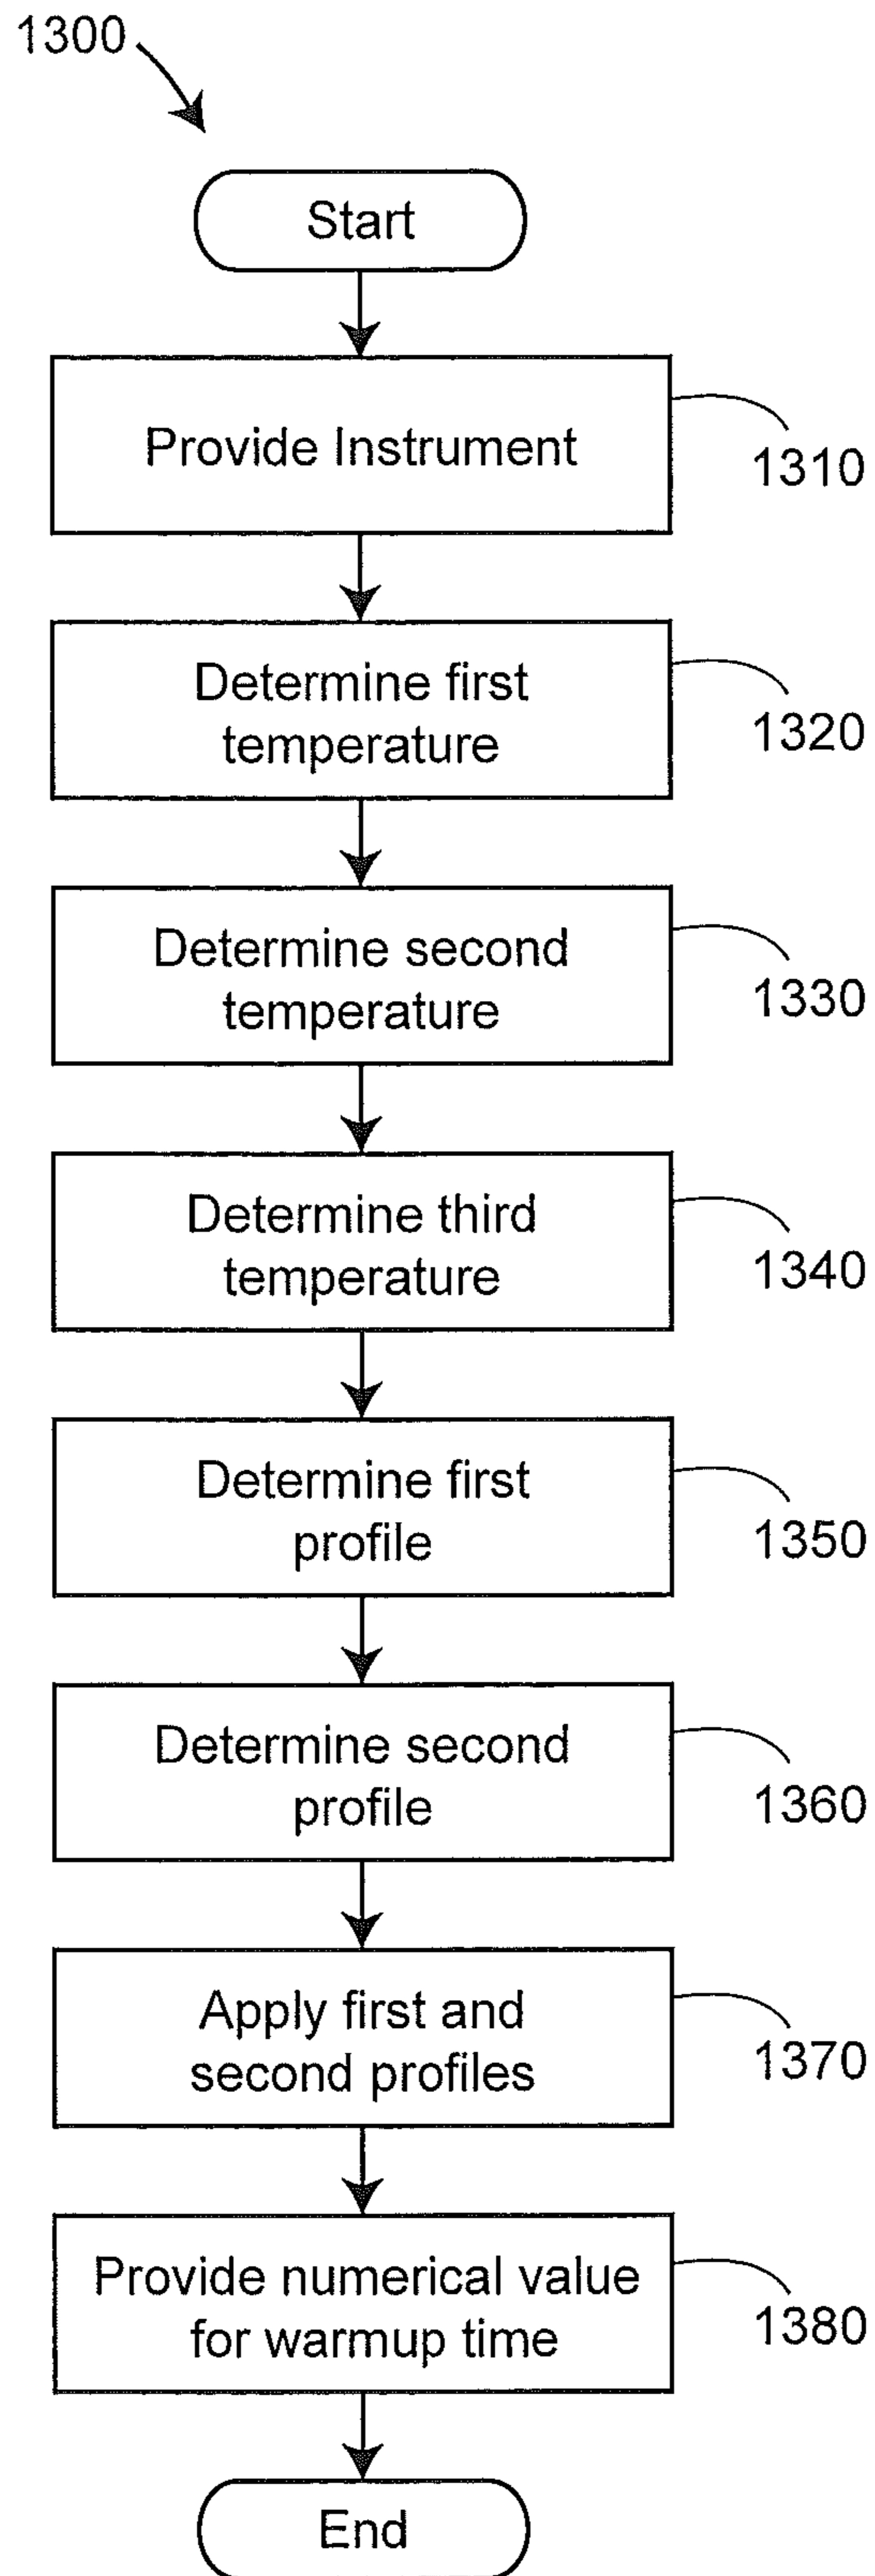 1300
Start
Provide Instrument
1310
Determine first
temperature
1320
Determine second
temperature
1330
Determine third
temperature
1340
Determine first
profile
1350
Determine second
profile
1360
Apply first and
second profiles
1370
Provide numerical value
for warmup time
1380
End